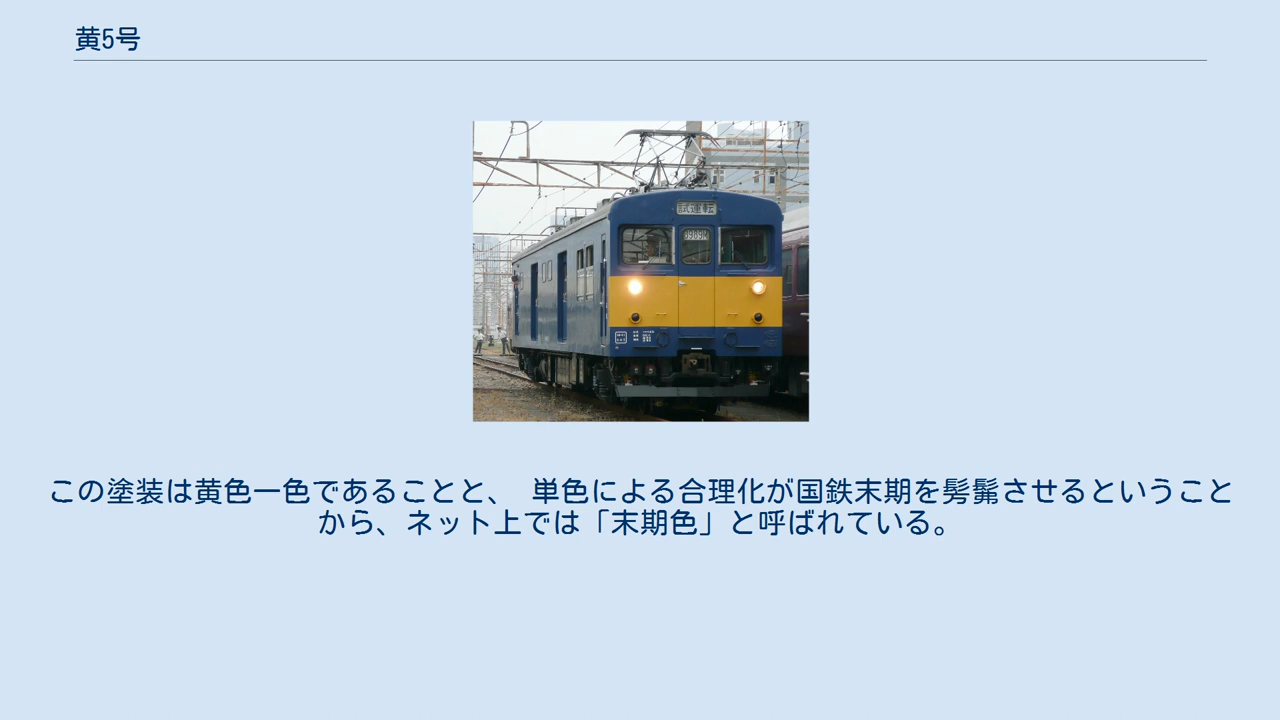 黄5号
試運転
この塗装は黄色一色であることと、 単色による合理化が国鉄末期を髣髴させるということ
から、ネット上では「末期色」と呼ばれている。